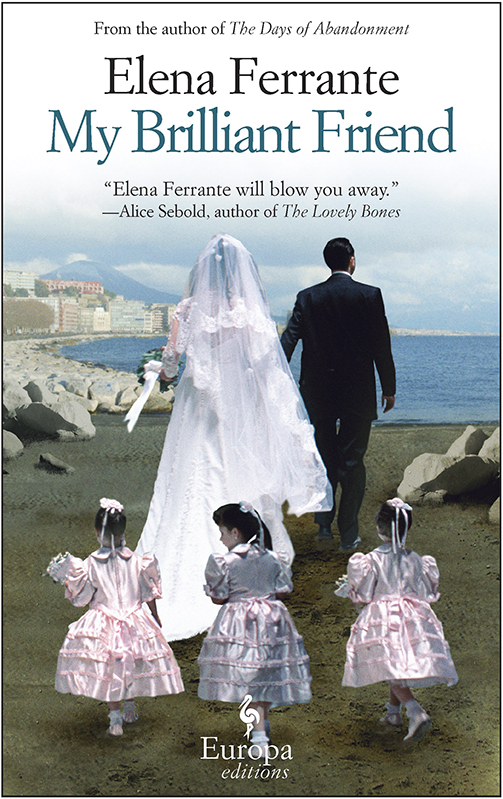 From the author of The Days of Abandonment
Elena Ferrante
My Brilliant Friend
“Elena Ferrante will blow you away.”
—Alice Sebold, author of The Lovely Bones
Europa
editions